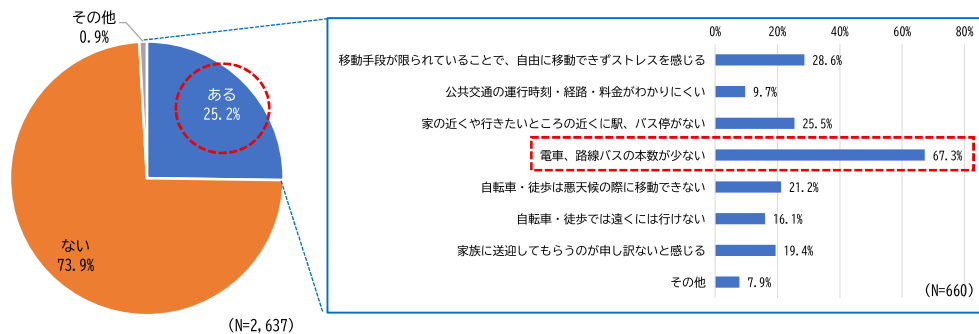 その他
0.9%
ある
25.2%
ない
73.9%
(N=2,637)
0% 20% 40% 60% 80%
移動手段が限られていることで、自由に移動できずストレスを感じる 28.6%
公共交通の運行時刻・経路・料金がわかりにくい 9.7%
家の近くや行きたいところの近くに駅、バス停がない 25.5%
電車、路線バスの本数が少ない 67.3%
自転車・徒歩は悪天候の際に移動できない 21.2%
自転車・徒歩では遠くには行けない 16.1%
家族に送迎してもらうのが申し訳ないと感じる 19.4%
その他 7.9%
(N=660)